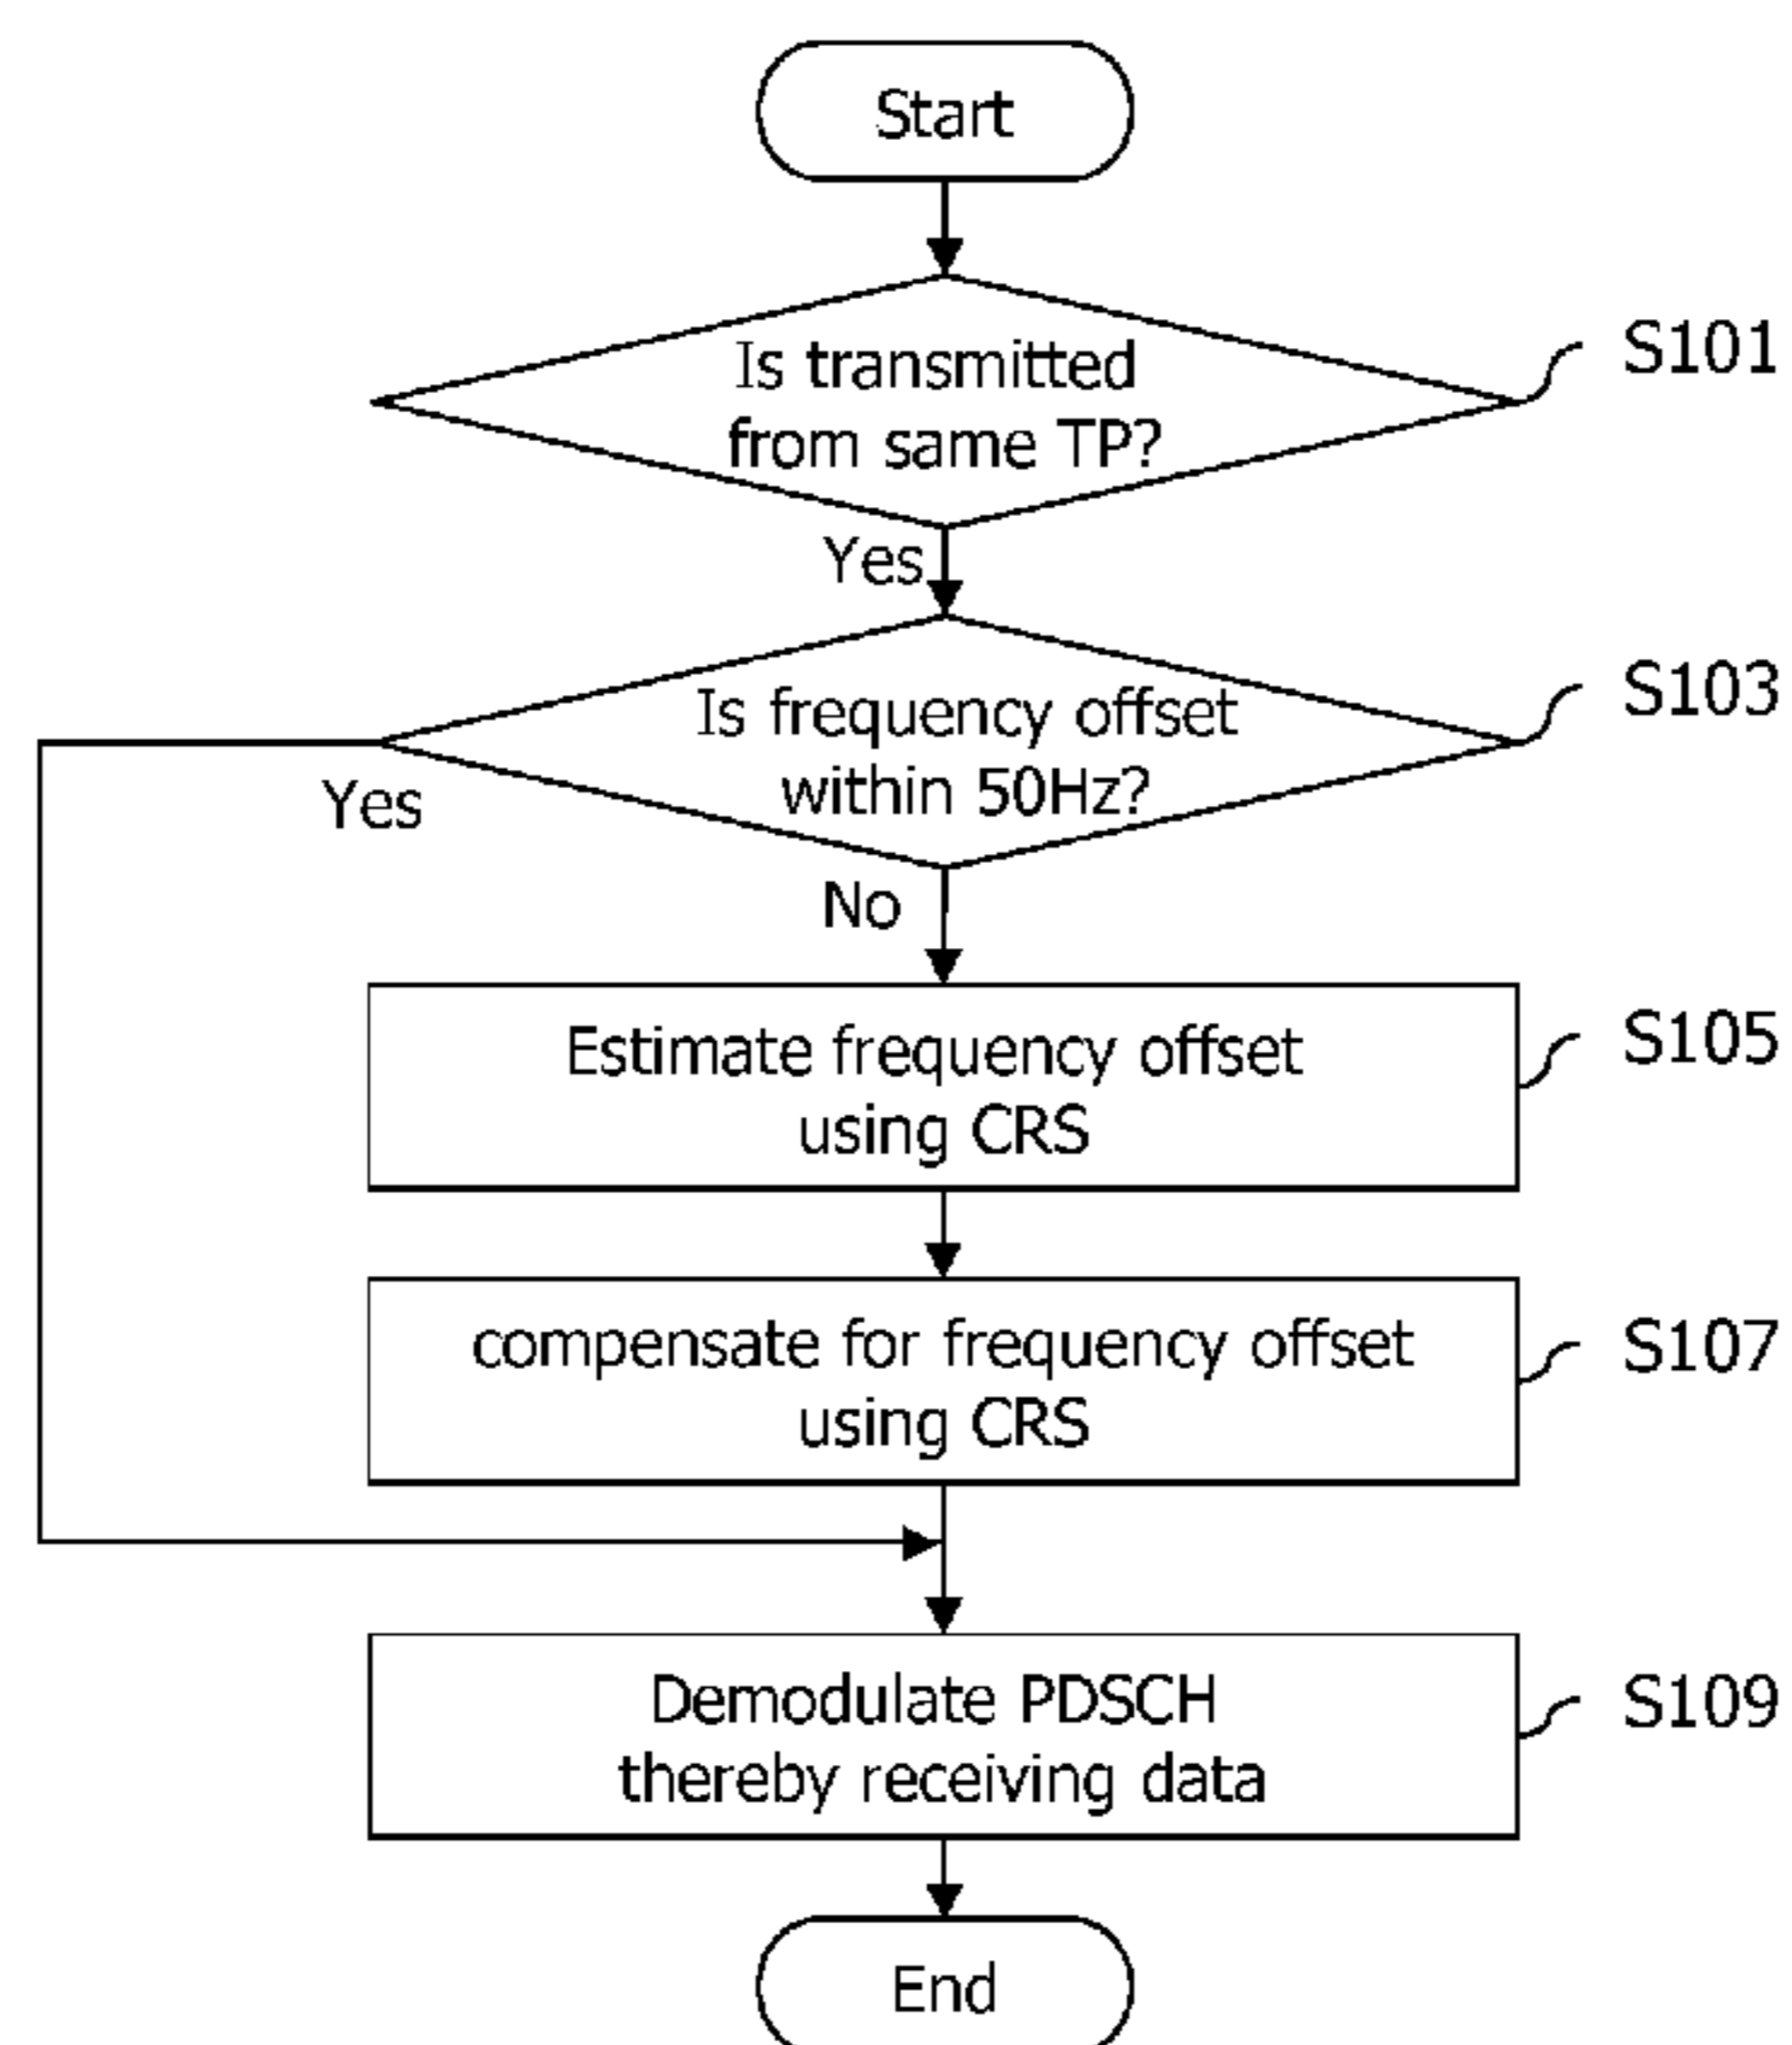 Start
Is transmitted
from same TP?
S101
Yes
Is frequency offset
within 50Hz?
S103
Yes
No
Estimate frequency offset
using CRS
S105
compensate for frequency offset
using CRS
S107
Demodulate PDSCH
thereby receiving data
S109
End